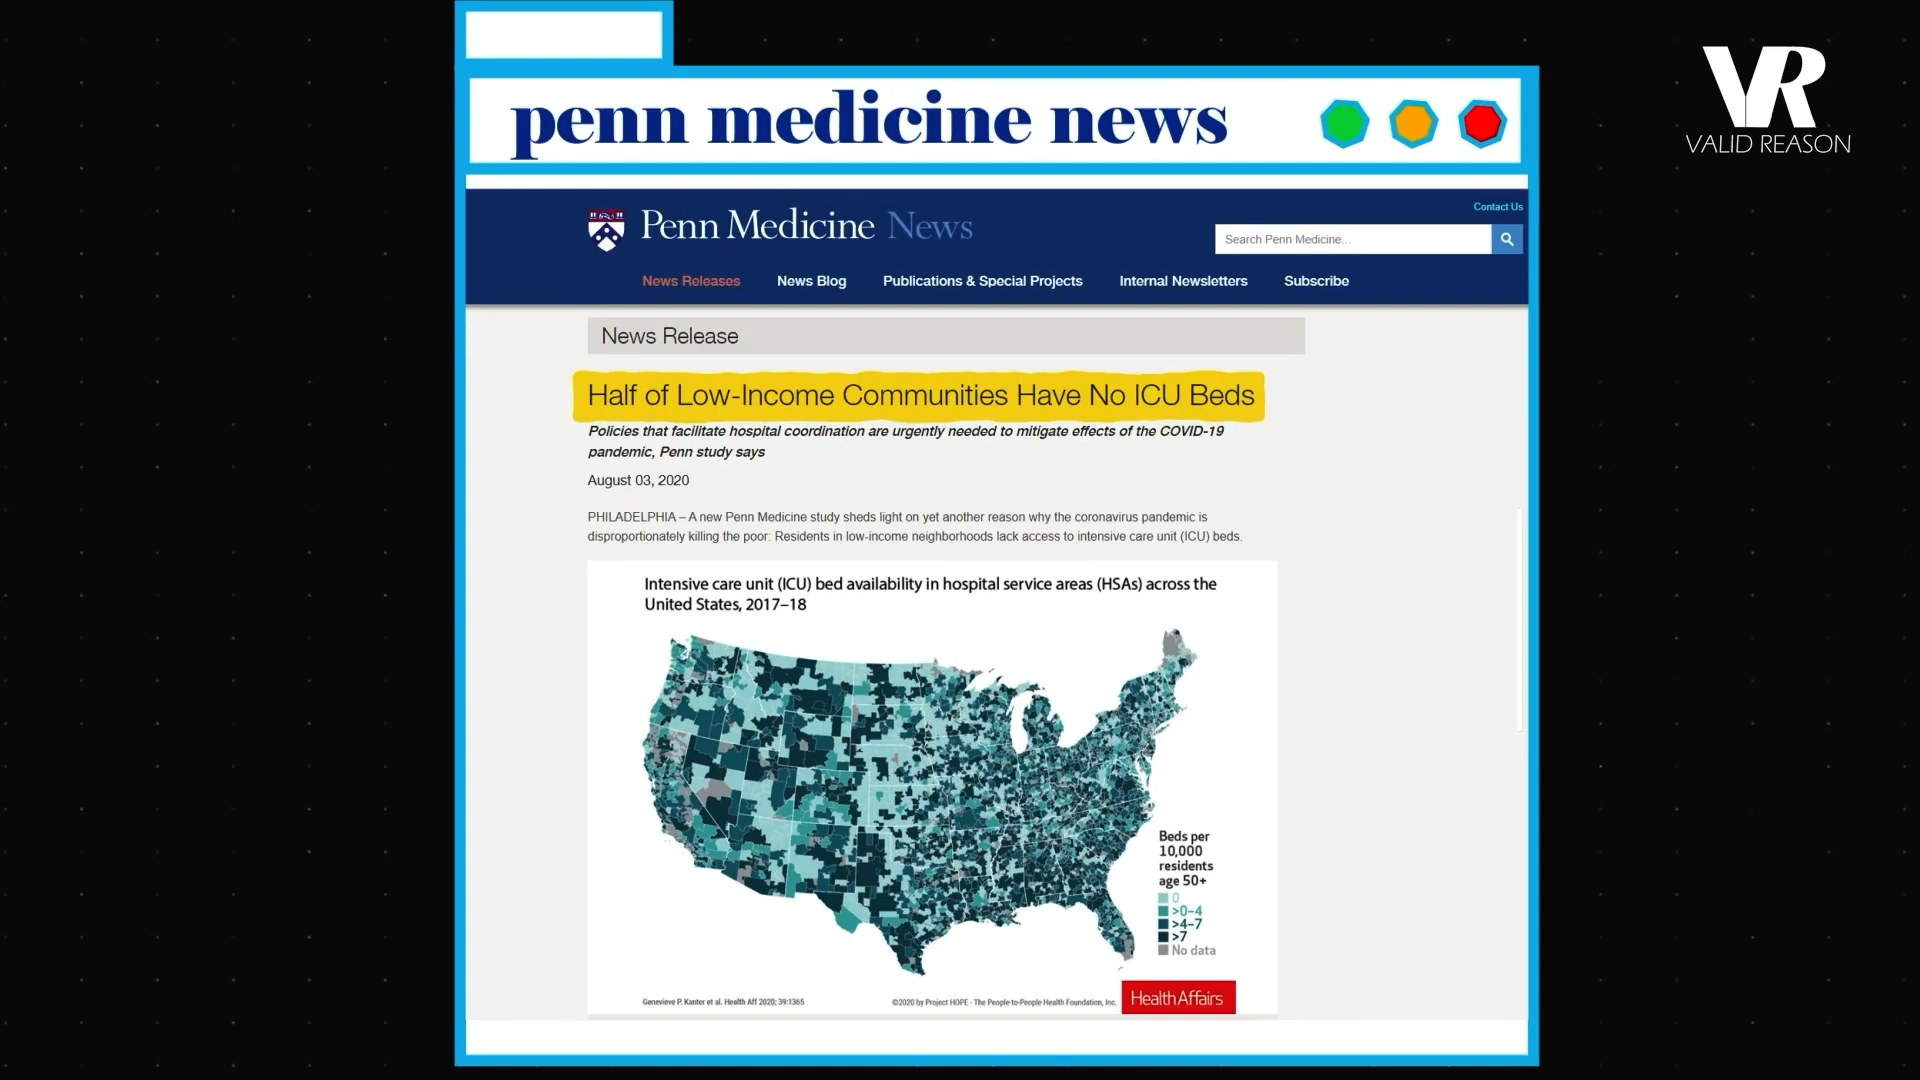 VR
VALID REASON
penn medicine news
Penn Medicine News
Contact Us
Search Penn Medicine...
News Releases
News Blog
Publications & Special Projects
Internal Newsletters
Subscribe
News Release
Half of Low-Income Communities Have No ICU Beds
Policies that facilitate hospital coordination are urgently needed to mitigate effects of the COVID-19
pandemic, Penn study says
August 03, 2020
PHILADELPHIA – A new Penn Medicine study sheds light on yet another reason why the coronavirus pandemic is
disproportionately killing the poor: Residents in low-income neighborhoods lack access to intensive care unit (ICU) beds.
Intensive care unit (ICU) bed availability in hospital service areas (HSAs) across the
United States, 2017–18
Beds per
10,000
residents
age 50+
0
>0–4
>4–7
>7
No data
Genevieve P. Kanter et al. Health Aff 2020; 39:1365
©2020 by Project HOPE - The People-to-People Health Foundation, Inc.
HealthAffairs